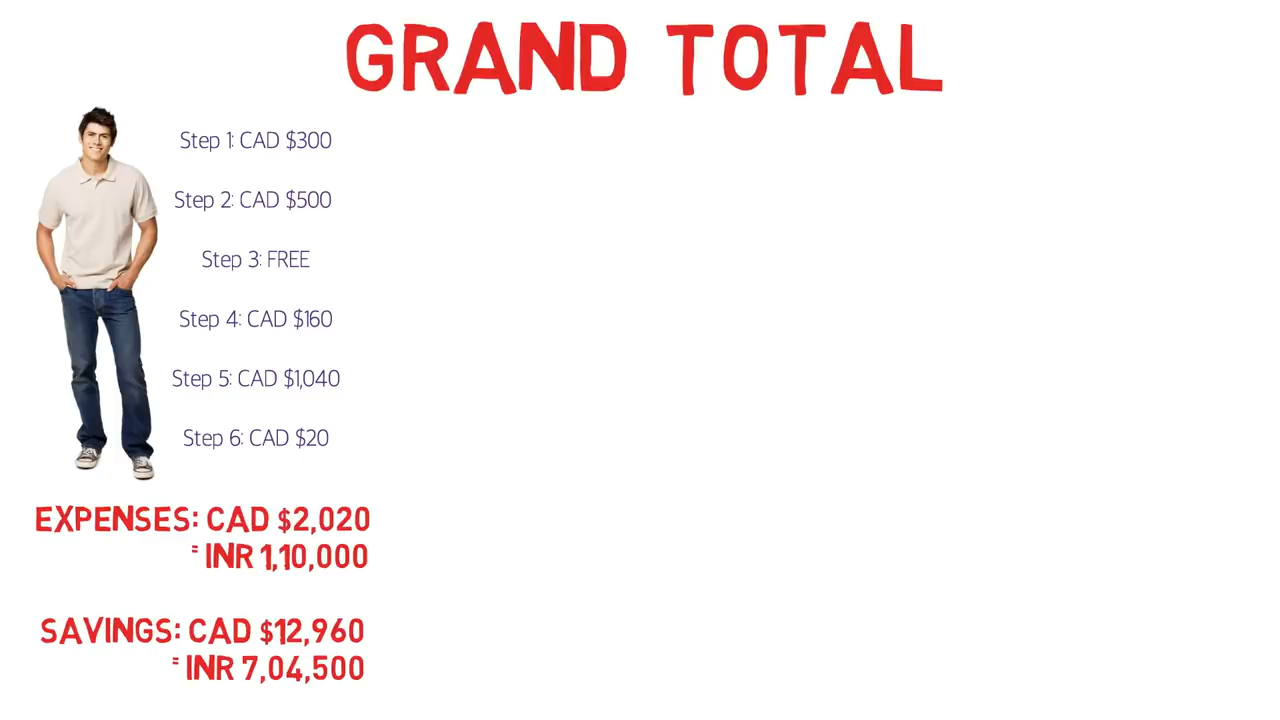 GRAND TOTAL
Step 1: CAD $300
Step 2: CAD $500
Step 3: FREE
Step 4: CAD $160
Step 5: CAD $1,040
Step 6: CAD $20
EXPENSES: CAD $2,020
= INR 1,10,000
SAVINGS: CAD $12,960
= INR 7,04,500